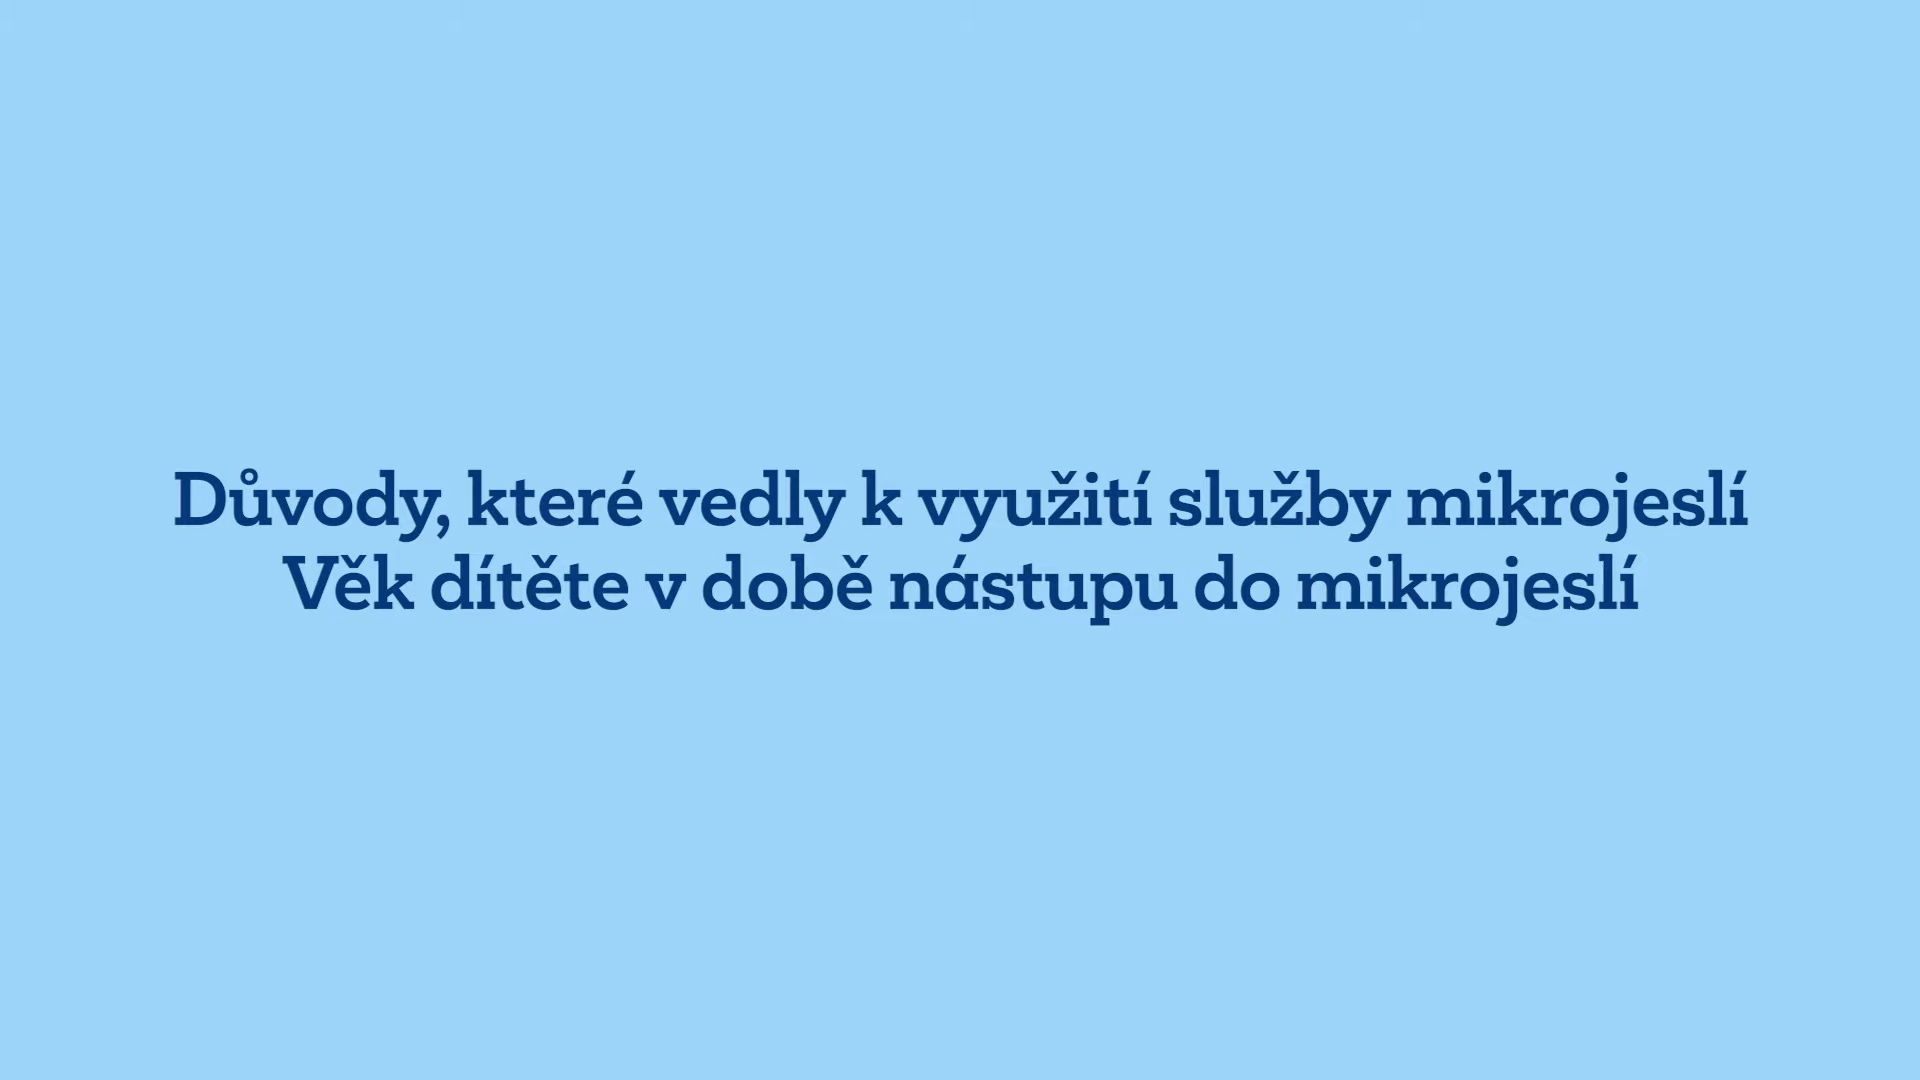 Důvody, které vedly k využití služby mikrojeslí
Věk dítěte v době nástupu do mikrojeslí